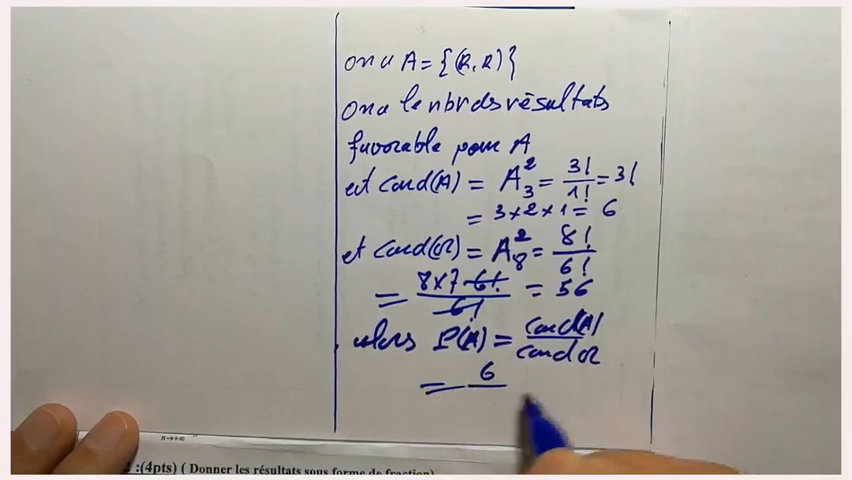 on a A = {(R, R)}
on a le nbr des résultats
favorable pour A
est card(A) = A₃² = 3!/1! = 3!
= 3×2×1 = 6
et card(Ω) = A₈² = 8!/6!
= 8×7 6!/6! = 56
alors P(A) = card(A)/card Ω
= 6
n→+∞
:(4pts) ( Donner les résultats sous forme de fraction)